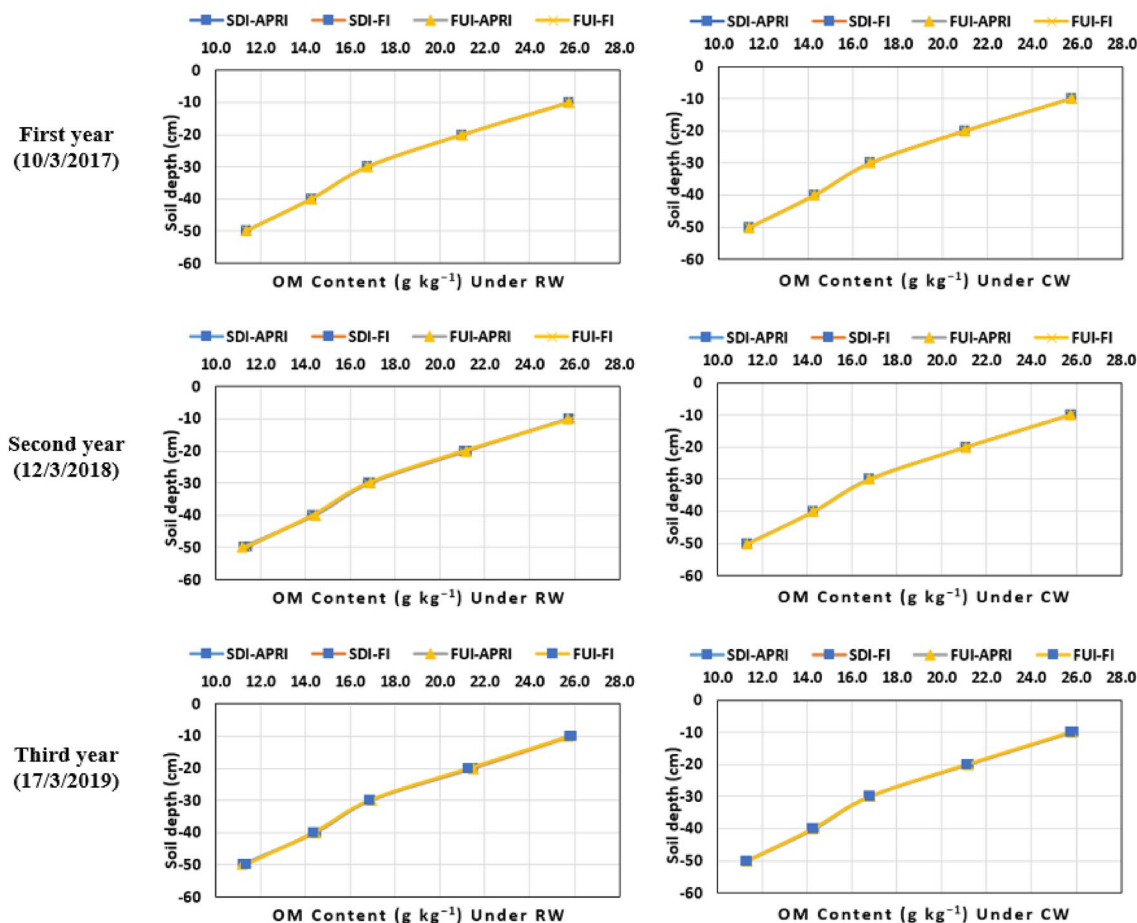 SDI-APRI SDI-FI FUI-APRI FUI-FI
10.0 12.0 14.0 16.0 18.0 20.0 22.0 24.0 26.0 28.0
First year
(10/3/2017)
Soil depth (cm)
0
-10
-20
-30
-40
-50
-60
OM Content (g kg⁻¹) Under RW
SDI-APRI SDI-FI FUI-APRI FUI-FI
10.0 12.0 14.0 16.0 18.0 20.0 22.0 24.0 26.0 28.0
Soil depth (cm)
0
-10
-20
-30
-40
-50
-60
OM Content (g kg⁻¹) Under CW
SDI-APRI SDI-FI FUI-APRI FUI-FI
10.0 12.0 14.0 16.0 18.0 20.0 22.0 24.0 26.0 28.0
Second year
(12/3/2018)
Soil depth (cm)
0
-10
-20
-30
-40
-50
-60
OM Content (g kg⁻¹) Under RW
SDI-APRI SDI-FI FUI-APRI FUI-FI
10.0 12.0 14.0 16.0 18.0 20.0 22.0 24.0 26.0 28.0
Soil depth (cm)
0
-10
-20
-30
-40
-50
-60
OM Content (g kg⁻¹) Under CW
SDI-APRI SDI-FI FUI-APRI FUI-FI
10.0 12.0 14.0 16.0 18.0 20.0 22.0 24.0 26.0 28.0
Third year
(17/3/2019)
Soil depth (cm)
0
-10
-20
-30
-40
-50
-60
OM Content (g kg⁻¹) Under RW
SDI-APRI SDI-FI FUI-APRI FUI-FI
10.0 12.0 14.0 16.0 18.0 20.0 22.0 24.0 26.0 28.0
Soil depth (cm)
0
-10
-20
-30
-40
-50
-60
OM Content (g kg⁻¹) Under CW